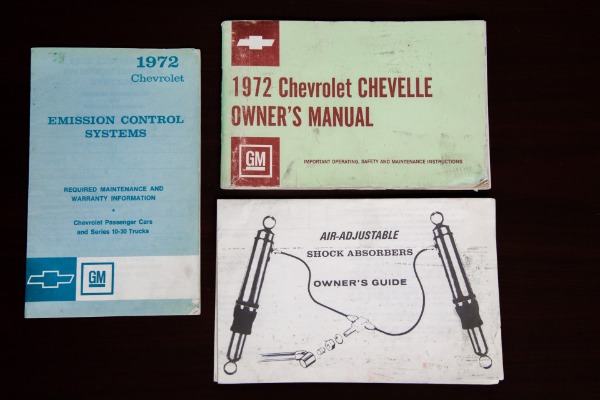 1972
Chevrolet
EMISSION CONTROL
SYSTEMS
REQUIRED MAINTENANCE AND
WARRANTY INFORMATION
•
Chevrolet Passenger Cars
and Series 10-30 Trucks
GM
1972 Chevrolet CHEVELLE
OWNER'S MANUAL
GM
IMPORTANT OPERATING, SAFETY AND MAINTENANCE INSTRUCTIONS
AIR-ADJUSTABLE
SHOCK ABSORBERS
OWNER'S GUIDE